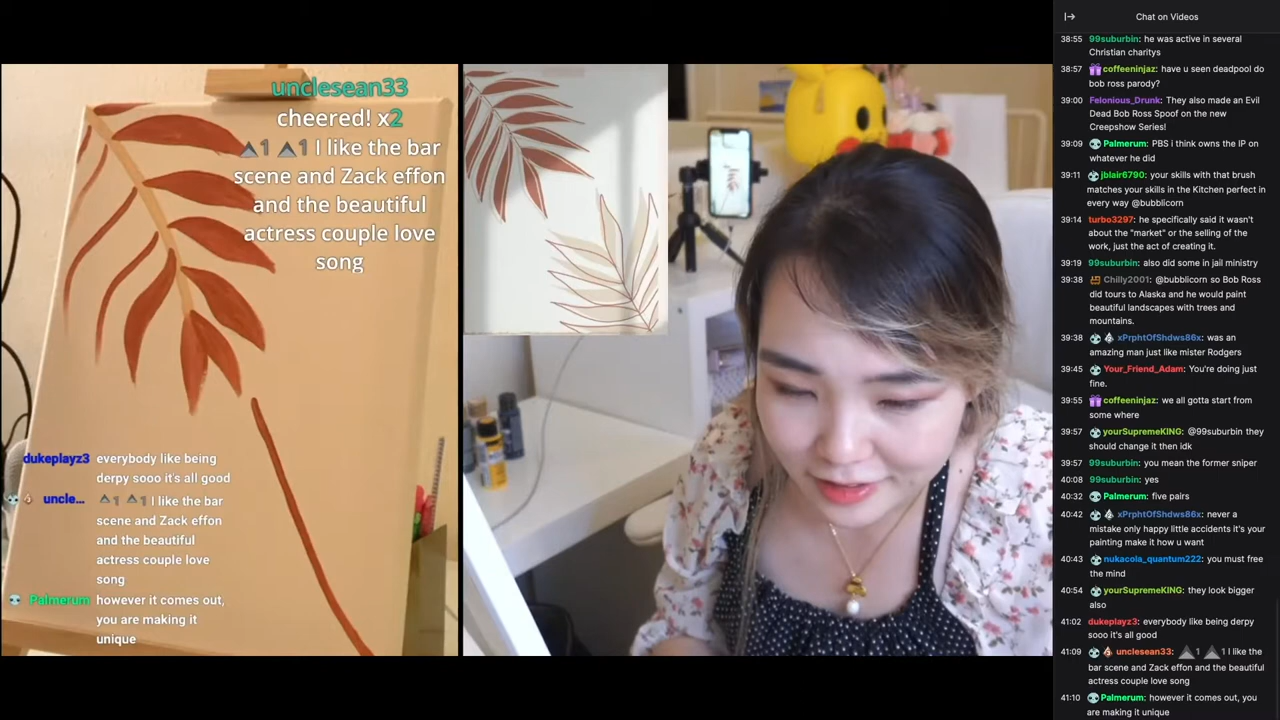 unclesean33
cheered! x2
1 1 I like the bar
scene and Zack effon
and the beautiful
actress couple love
song
dukeplayz3 everybody like being
derpy sooo it's all good
uncle... 1 1 I like the bar
scene and Zack effon
and the beautiful
actress couple love
song
Palmerum however it comes out,
you are making it
unique
Chat on Videos
38:55 99suburbin: he was active in several
Christian charitys
38:57 coffeeninjaz: have u seen deadpool do
bob ross parody?
39:00 Felonious_Drunk: They also made an Evil
Dead Bob Ross Spoof on the new
Creepshow Series!
39:09 Palmerum: PBS i think owns the IP on
whatever he did
39:11 jblair6790: your skills with that brush
matches your skills in the Kitchen perfect in
every way @bubblicorn
39:14 turbo3297: he specifically said it wasn't
about the "market" or the selling of the
work, just the act of creating it.
39:19 99suburbin: also did some in jail ministry
39:38 Chilly2001: @bubblicorn so Bob Ross
did tours to Alaska and he would paint
beautiful landscapes with trees and
mountains.
39:38 xPrphtOfShdws86x: was an
amazing man just like mister Rodgers
39:45 Your_Friend_Adam: You're doing just
fine.
39:55 coffeeninjaz: we all gotta start from
some where
39:57 yourSupremeKING: @99suburbin they
should change it then idk
39:57 99suburbin: you mean the former sniper
40:08 99suburbin: yes
40:32 Palmerum: five pairs
40:42 xPrphtOfShdws86x: never a
mistake only happy little accidents it's your
painting make it how u want
40:43 nukacola_quantum222: you must free
the mind
40:54 yourSupremeKING: they look bigger
also
41:02 dukeplayz3: everybody like being derpy
sooo it's all good
41:09 unclesean33: 1 1 I like the
bar scene and Zack effon and the beautiful
actress couple love song
41:10 Palmerum: however it comes out, you
are making it unique